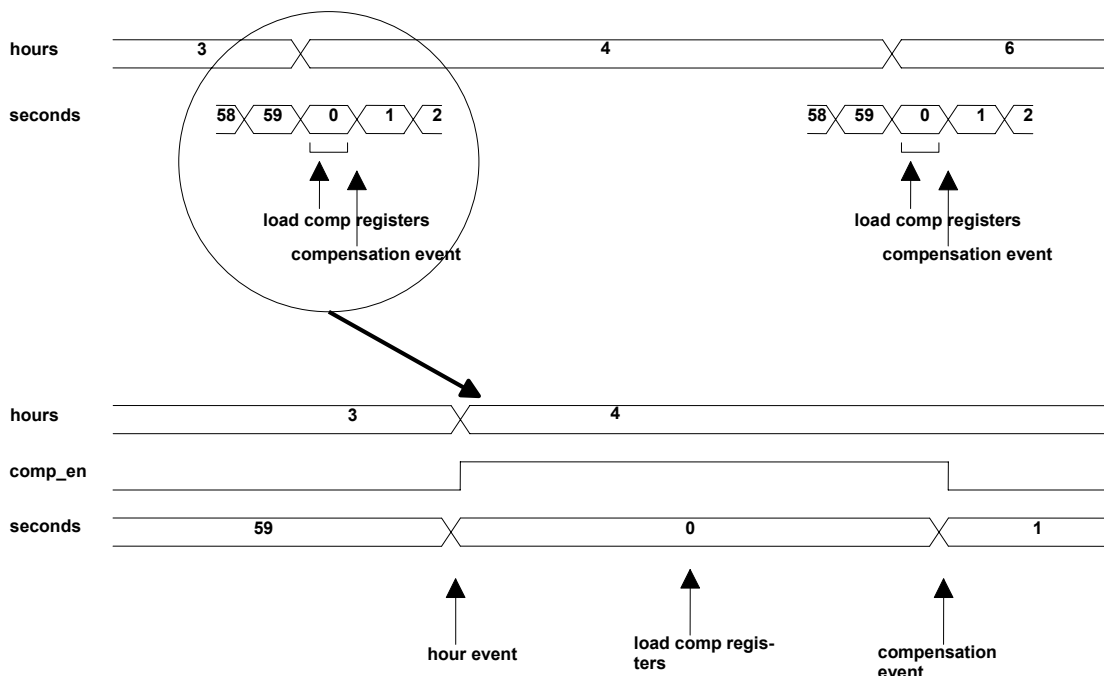 hours 3 4 6
seconds 58 59 0 1 2 58 59 0 1 2
load comp registers load comp registers
compensation event compensation event
hours 3 4
comp_en
seconds 59 0 1
hour event
load comp regis-
ters
compensation
event